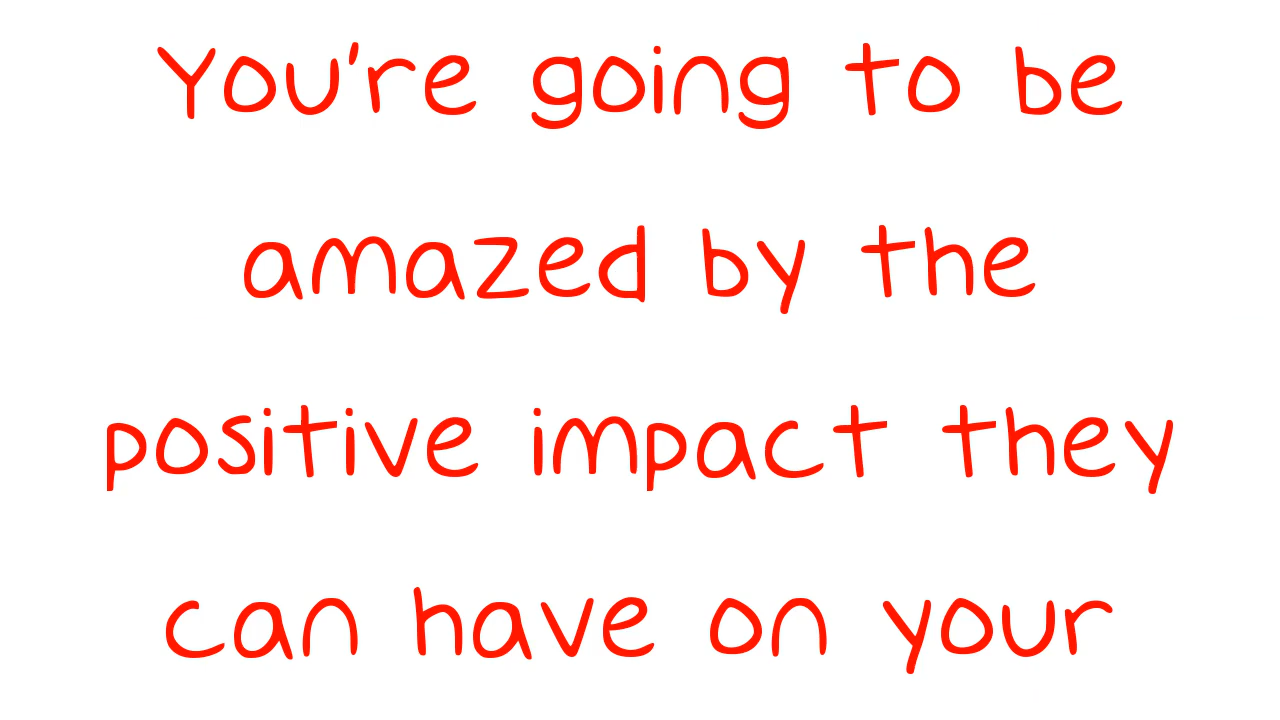 You're going to be
amazed by the
positive impact they
can have on your